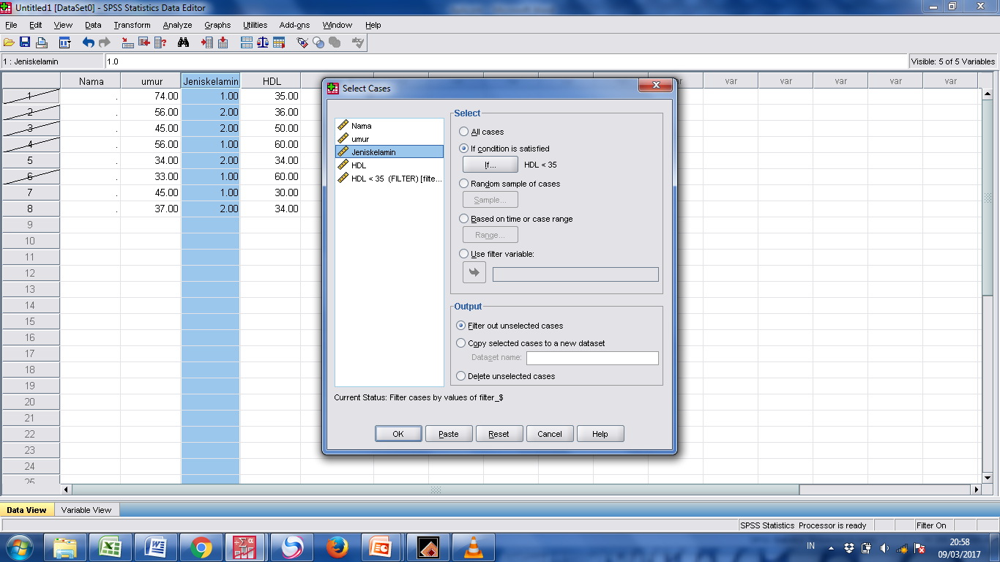 Untitled1 [DataSet0] - SPSS Statistics Data Editor
File Edit View Data Transform Analyze Graphs Utilities Add-ons Window Help
1 : Jeniskelamin 1.0 Visible: 5 of 5 Variables
Nama umur Jeniskelamin HDL var var var var var
1 . 74.00 1.00 35.00
2 . 56.00 2.00 36.00
3 . 45.00 2.00 50.00
4 . 56.00 1.00 60.00
5 . 34.00 2.00 34.00
6 . 33.00 1.00 60.00
7 . 45.00 1.00 30.00
8 . 37.00 2.00 34.00
9
10
11
12
13
14
15
16
17
18
19
20
21
22
23
24
25
Select Cases
Nama
umur
Jeniskelamin
HDL
HDL < 35 (FILTER) [filte...
Select
All cases
If condition is satisfied
If... HDL < 35
Random sample of cases
Sample...
Based on time or case range
Range...
Use filter variable:
Output
Filter out unselected cases
Copy selected cases to a new dataset
Dataset name:
Delete unselected cases
Current Status: Filter cases by values of filter_$
OK Paste Reset Cancel Help
Data View Variable View
SPSS Statistics Processor is ready Filter On
IN 20:58
09/03/2017